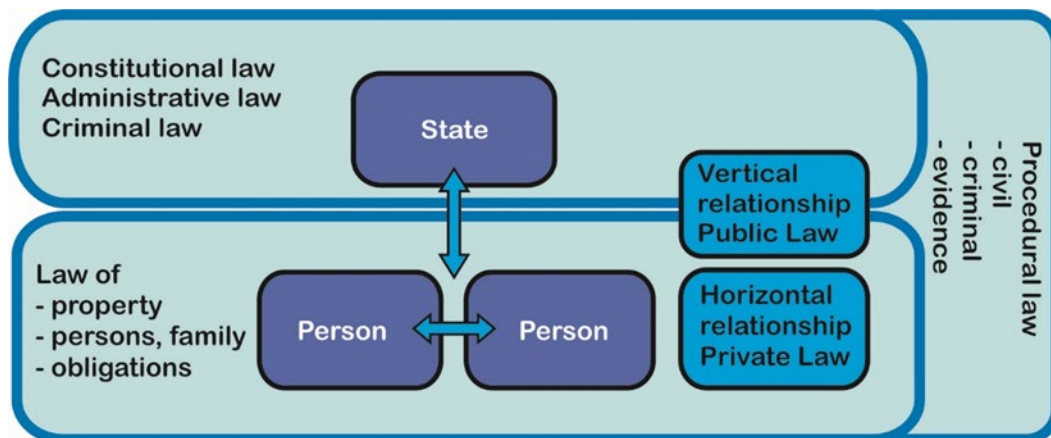 Constitutional law
Administrative law
Criminal law
State
Vertical
relationship
Public Law
Law of
- property
- persons, family
- obligations
Person
Person
Horizontal
relationship
Private Law
Procedural law
- civil
- criminal
- evidence